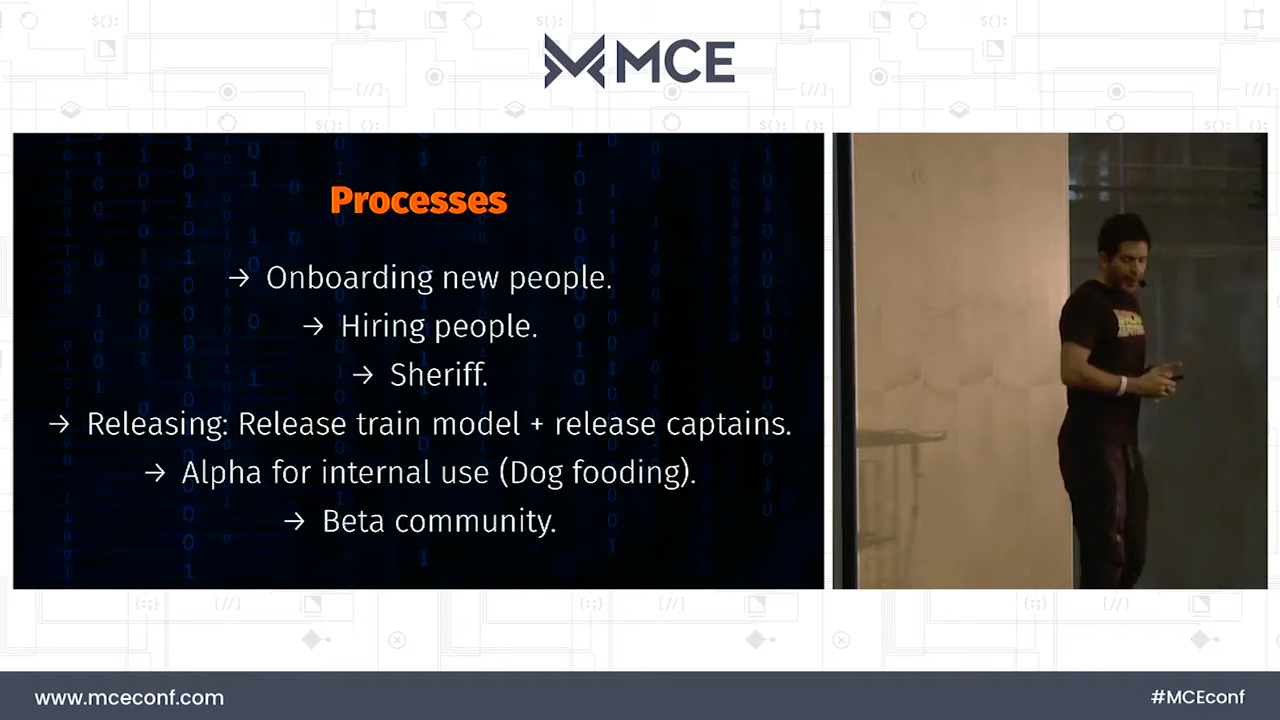 MCE
Processes
→ Onboarding new people.
→ Hiring people.
→ Sheriff.
→ Releasing: Release train model + release captains.
→ Alpha for internal use (Dog fooding).
→ Beta community.
www.mceconf.com
#MCEconf